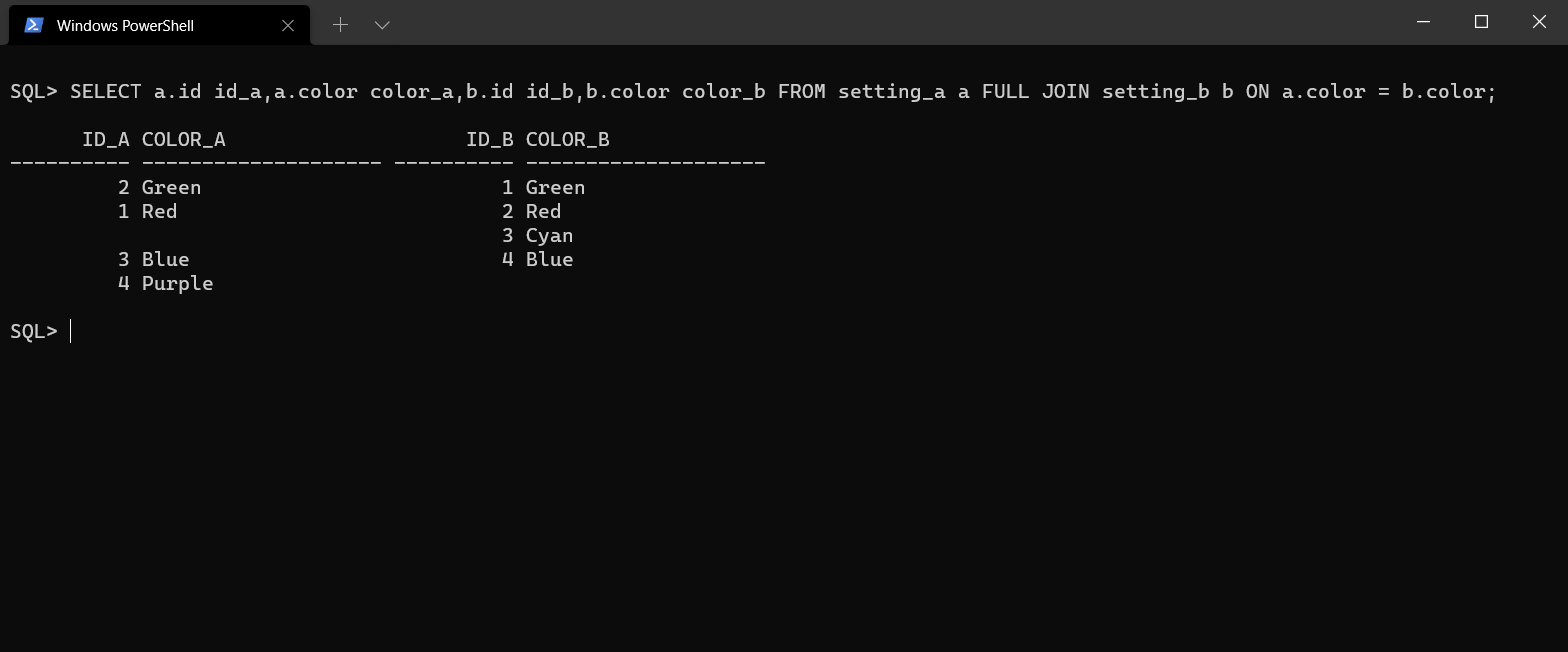 Windows PowerShell
SQL> SELECT a.id id_a,a.color color_a,b.id id_b,b.color color_b FROM setting_a a FULL JOIN setting_b b ON a.color = b.color;
      ID_A COLOR_A                    ID_B COLOR_B
---------- -------------------- ---------- --------------------
         2 Green                         1 Green
         1 Red                           2 Red
                                         3 Cyan
         3 Blue                          4 Blue
         4 Purple
SQL>